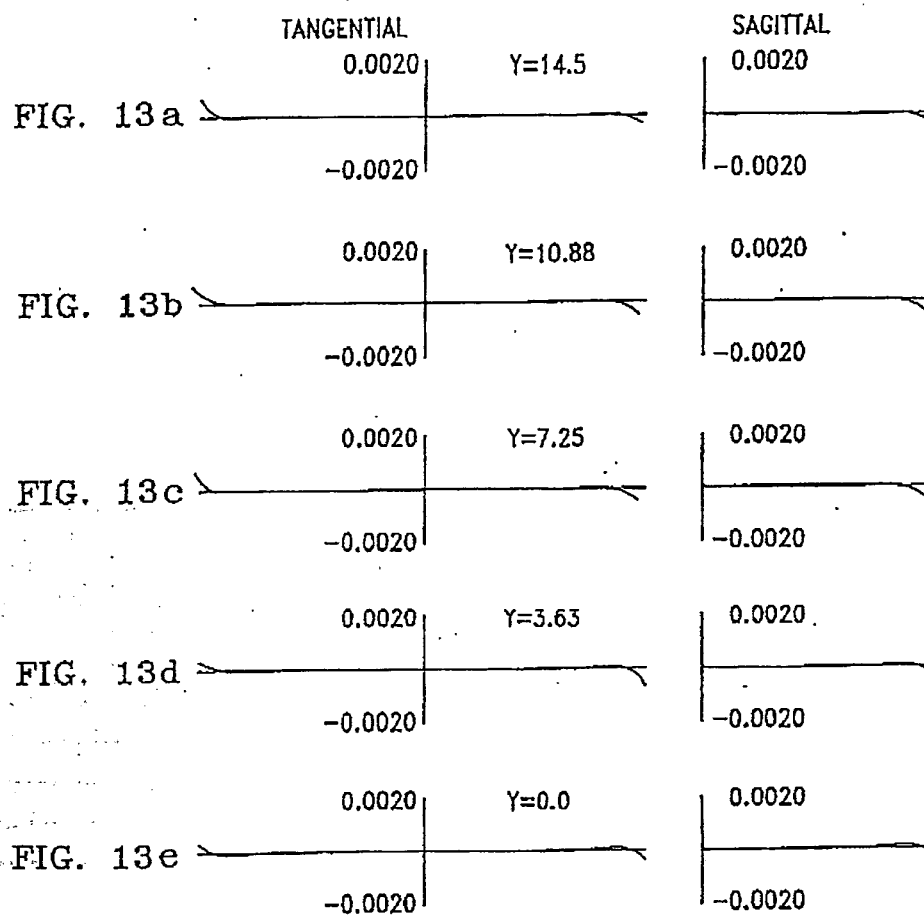 TANGENTIAL SAGITTAL
0.0020 Y=14.5 0.0020
FIG. 13a
-0.0020 -0.0020
0.0020 Y=10.88 0.0020
FIG. 13b
-0.0020 -0.0020
0.0020 Y=7.25 0.0020
FIG. 13c
-0.0020 -0.0020
0.0020 Y=3.63 0.0020
FIG. 13d
-0.0020 -0.0020
0.0020 Y=0.0 0.0020
FIG. 13e
-0.0020 -0.0020